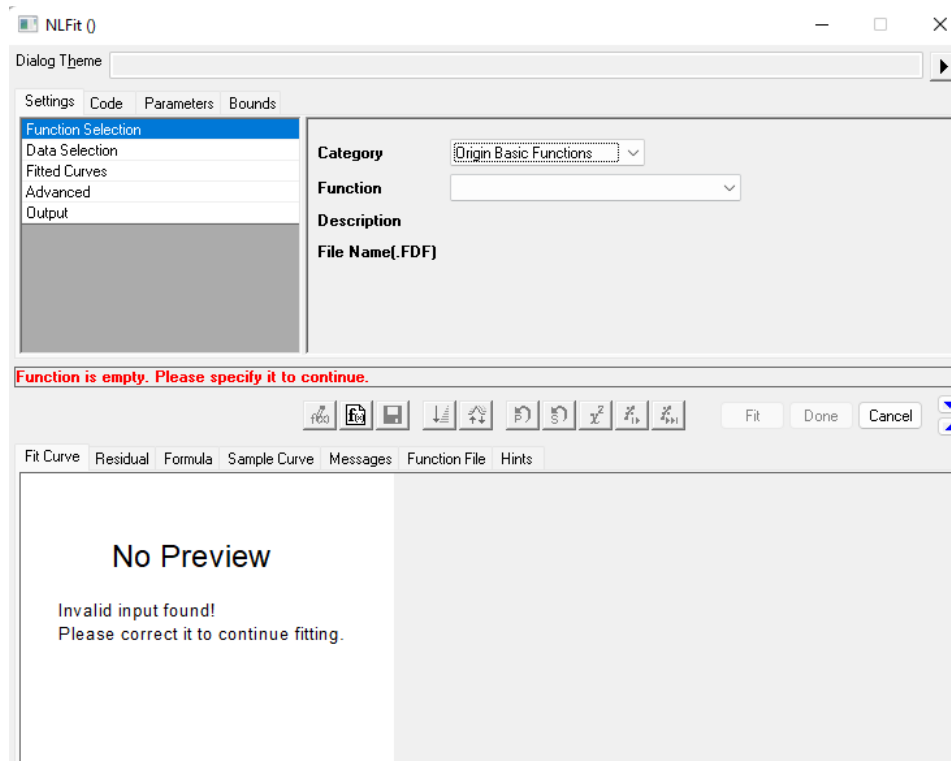 NLFit ()
Dialog Theme
Settings Code Parameters Bounds
Function Selection
Data Selection
Fitted Curves
Advanced
Output
Category Origin Basic Functions
Function
Description
File Name(.FDF)
Function is empty. Please specify it to continue.
Fit Done Cancel
Fit Curve Residual Formula Sample Curve Messages Function File Hints
No Preview
Invalid input found!
Please correct it to continue fitting.